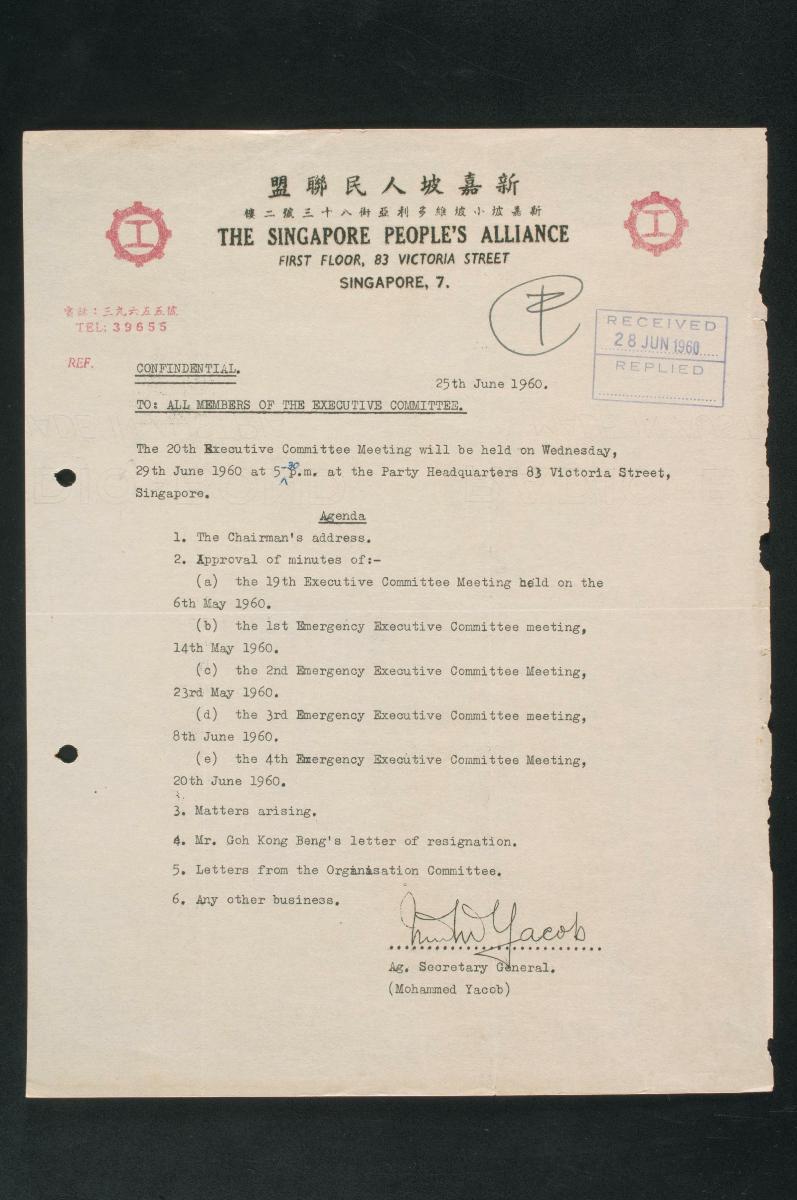 盟聯民人坡嘉新
樓二號三十八街亞利多維坡小坡嘉新
THE SINGAPORE PEOPLE'S ALLIANCE
FIRST FLOOR, 83 VICTORIA STREET
SINGAPORE, 7.
電話：三九六五五號
TEL: 39655
RECEIVED
28 JUN 1960
REPLIED
REF.
CONFINDENTIAL.
25th June 1960.
TO: ALL MEMBERS OF THE EXECUTIVE COMMITTEE.
The 20th Executive Committee Meeting will be held on Wednesday,
29th June 1960 at 5-30 p.m. at the Party Headquarters 83 Victoria Street,
Singapore.
Agenda
1. The Chairman's address.
2. Approval of minutes of:-
(a) the 19th Executive Committee Meeting held on the
6th May 1960.
(b) the 1st Emergency Executive Committee meeting,
14th May 1960.
(c) the 2nd Emergency Executive Committee Meeting,
23rd May 1960.
(d) the 3rd Emergency Executive Committee meeting,
8th June 1960.
(e) the 4th Emergency Executive Committee Meeting,
20th June 1960.
3. Matters arising.
4. Mr. Goh Kong Beng's letter of resignation.
5. Letters from the Organisation Committee.
6. Any other business.
Yacob
Ag. Secretary General.
(Mohammed Yacob)